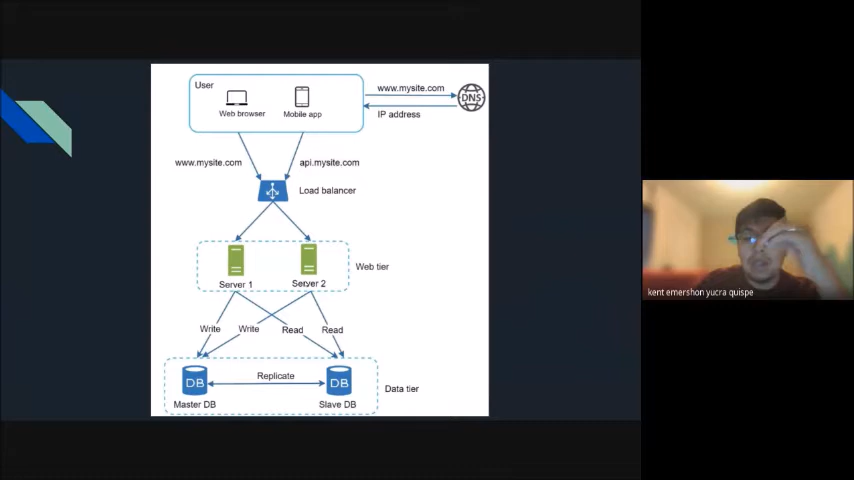 User
www.mysite.com
DNS
Web browser
Mobile app
IP address
www.mysite.com
api.mysite.com
Load balancer
Server 1
Server 2
Web tier
Write
Write
Read
Read
DB
Replicate
DB
Data tier
Master DB
Slave DB
kent emershon yucra quispe